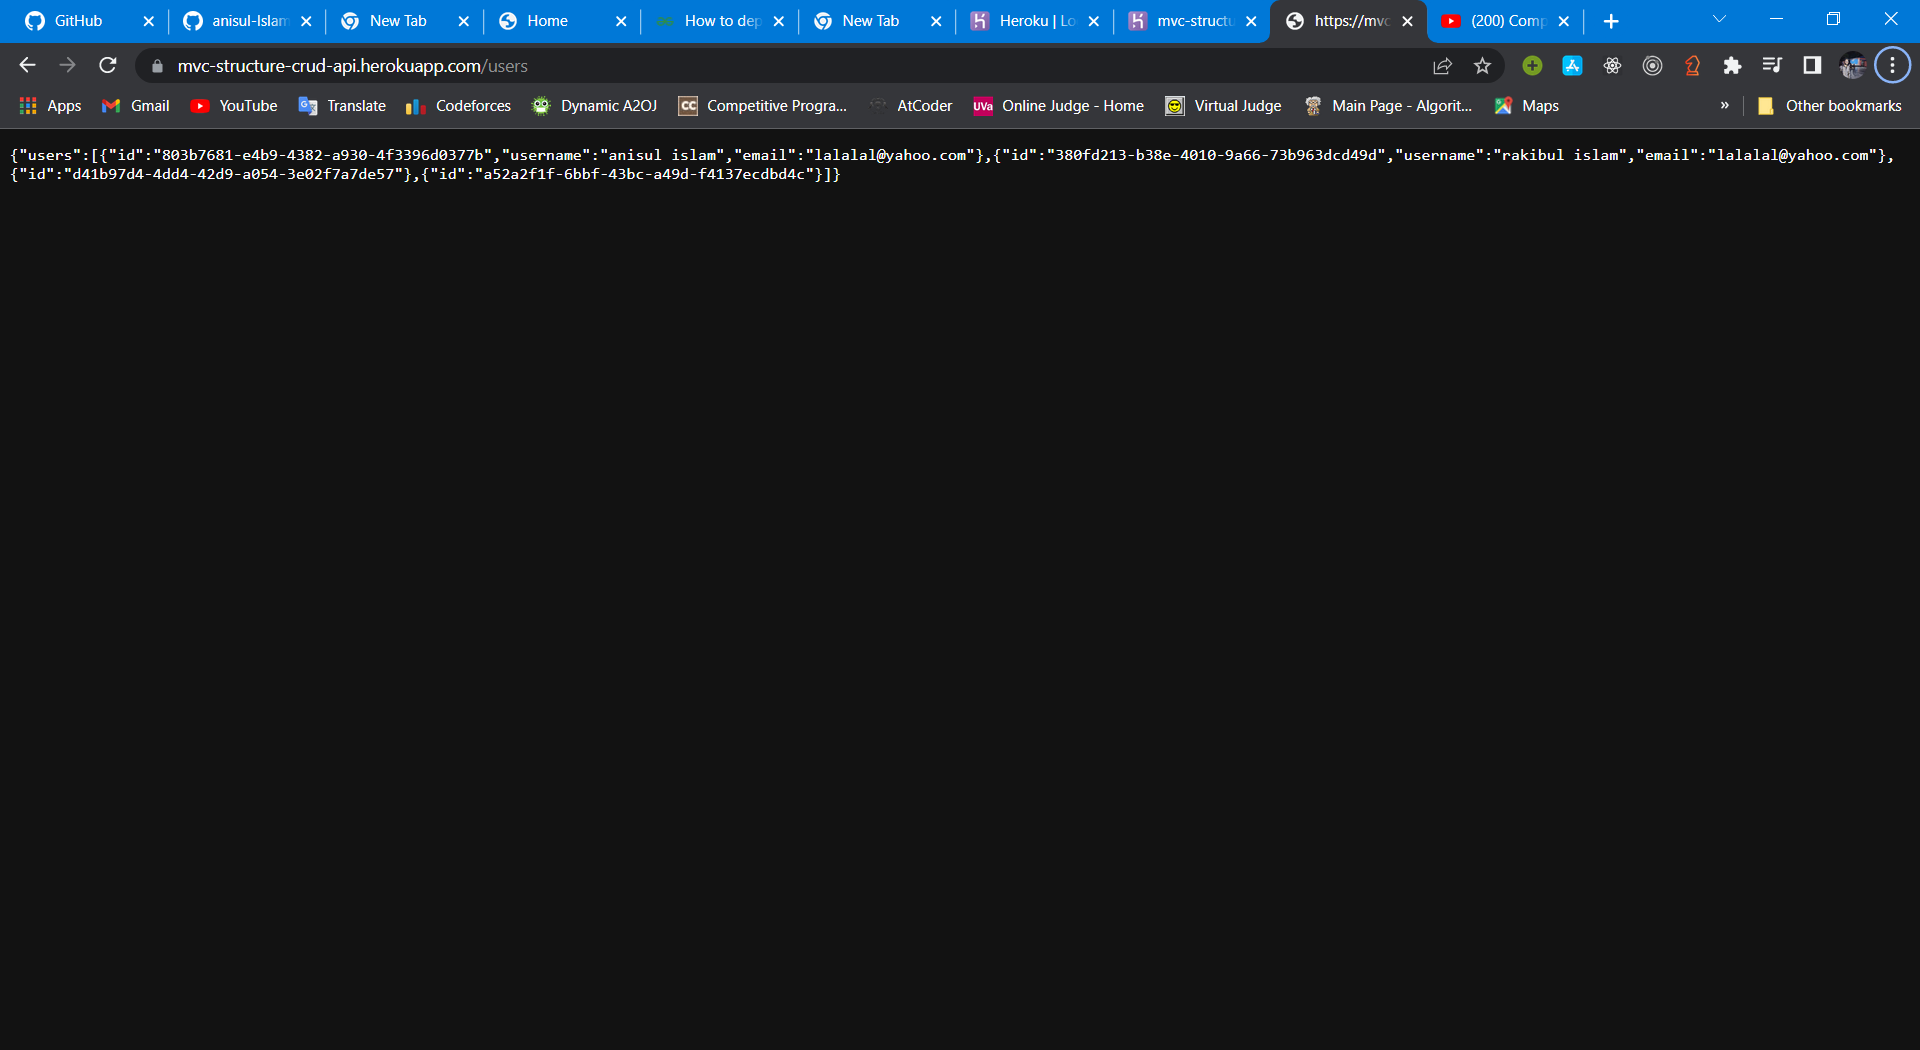 GitHub anisul-Islam New Tab Home How to dep New Tab Heroku | Lo mvc-structu https://mvc (200) Comp
mvc-structure-crud-api.herokuapp.com/users
Apps Gmail YouTube Translate Codeforces Dynamic A2OJ CC Competitive Progra... AtCoder UVa Online Judge - Home Virtual Judge Main Page - Algorit... Maps » Other bookmarks
{"users":[{"id":"803b7681-e4b9-4382-a930-4f3396d0377b","username":"anisul islam","email":"lalalal@yahoo.com"},{"id":"380fd213-b38e-4010-9a66-73b963dcd49d","username":"rakibul islam","email":"lalalal@yahoo.com"},
{"id":"d41b97d4-4dd4-42d9-a054-3e02f7a7de57"},{"id":"a52a2f1f-6bbf-43bc-a49d-f4137ecdbd4c"}]}